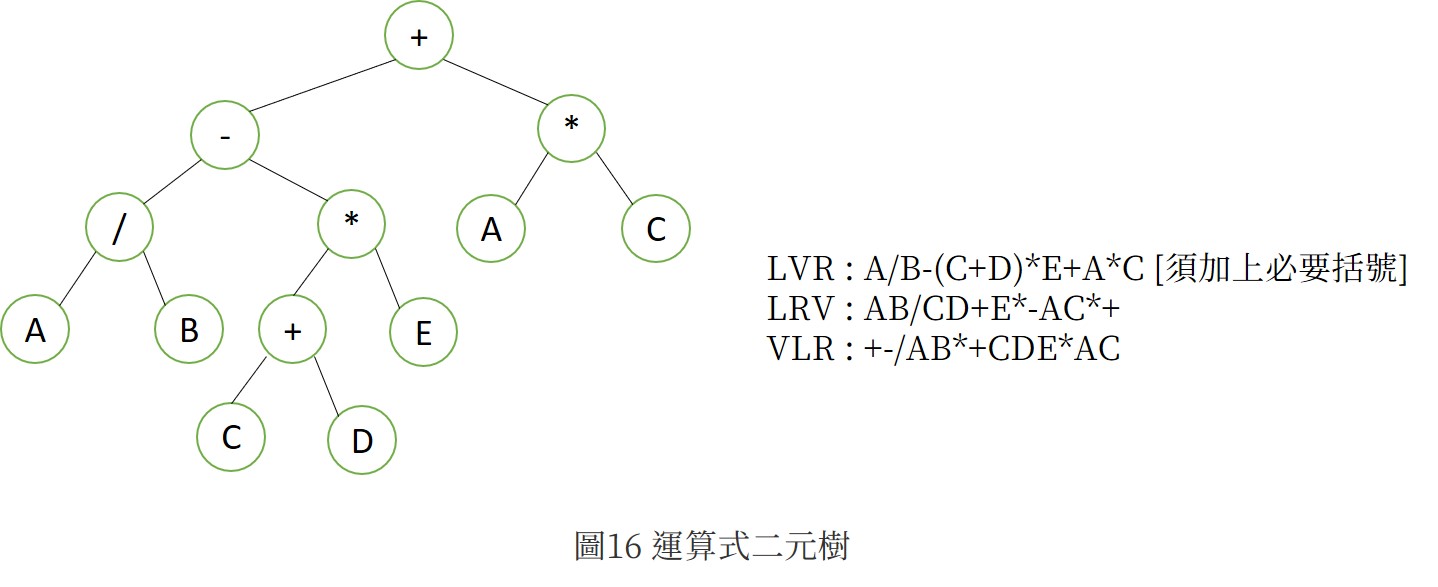 +
-
*
/
*
A
C
A
B
+
E
C
D
LVR : A/B-(C+D)*E+A*C [須加上必要括號]
LRV : AB/CD+E*-AC*+
VLR : +-/AB*+CDE*AC
圖16 運算式二元樹